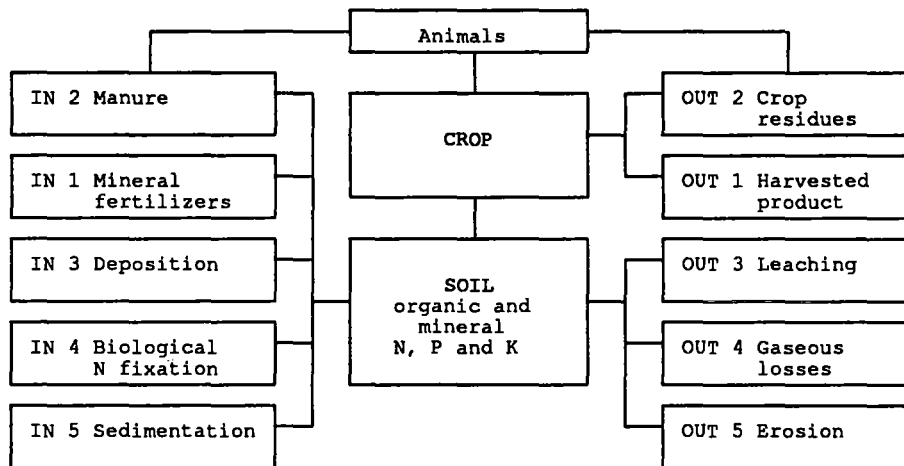 Animals
IN 2 Manure
IN 1 Mineral
fertilizers
IN 3 Deposition
IN 4 Biological
N fixation
IN 5 Sedimentation
CROP
SOIL
organic and
mineral
N, P and K
OUT 2 Crop
residues
OUT 1 Harvested
product
OUT 3 Leaching
OUT 4 Gaseous
losses
OUT 5 Erosion